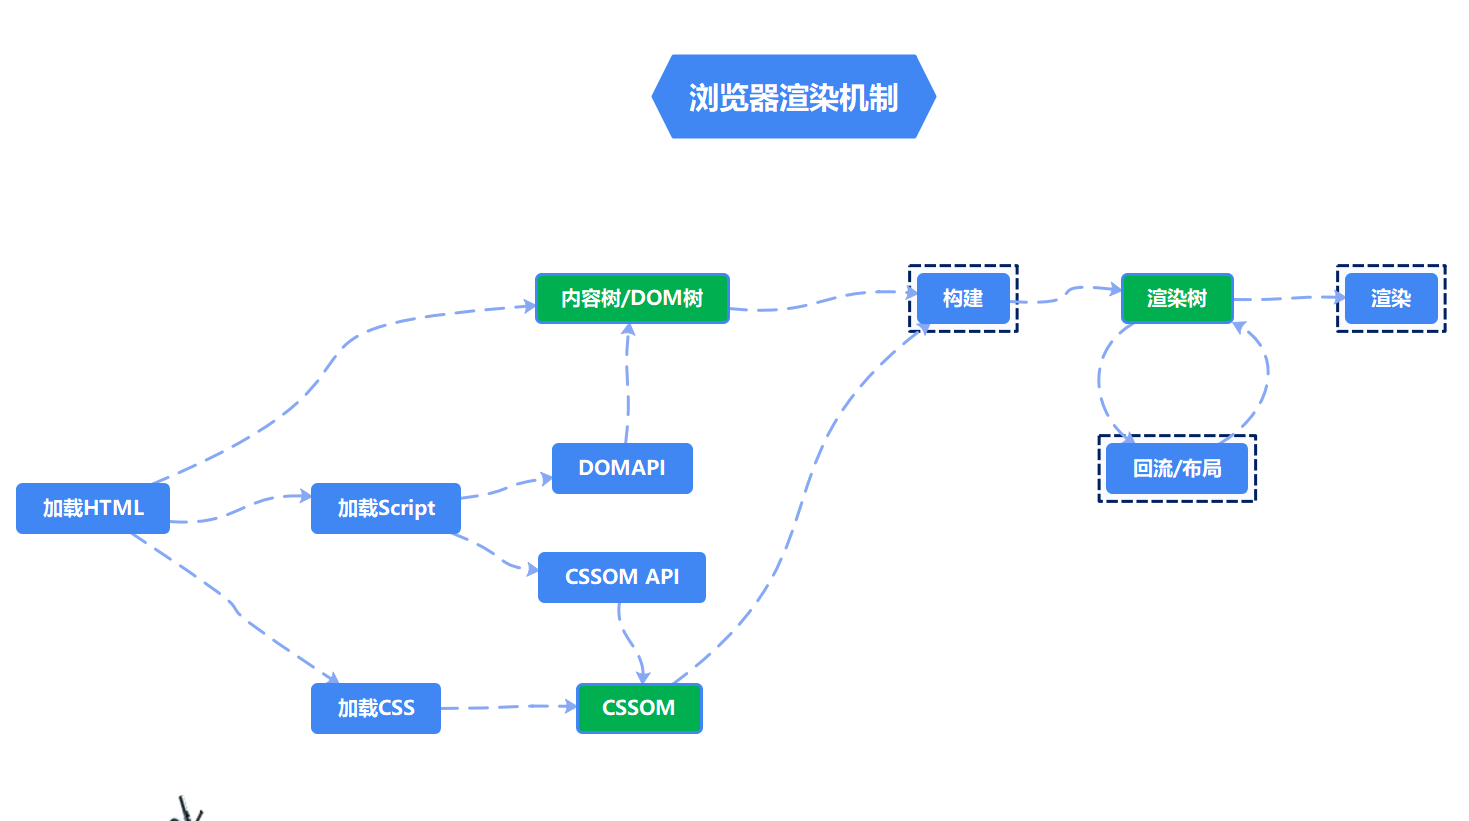 浏览器渲染机制
内容树/DOM树
构建
渲染树
渲染
DOMAPI
回流/布局
加载HTML
加载Script
CSSOM API
加载CSS
CSSOM